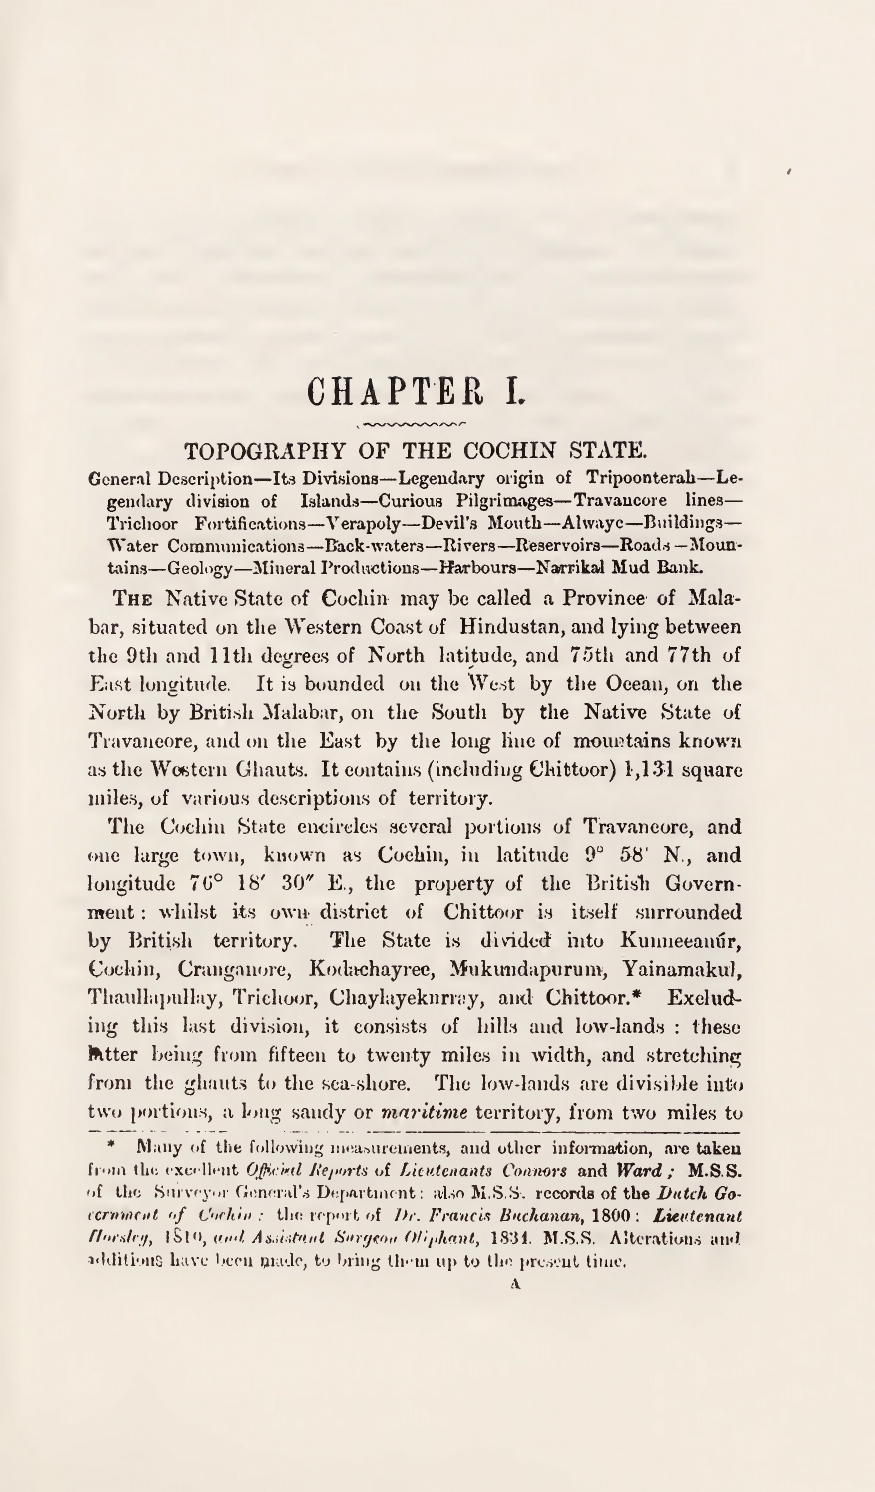 CHAPTER I.
TOPOGRAPHY OF THE COCHIN STATE.
General Description—Its Divisions—Legendary origin of Tripoonterah—Le-
gendary division of Islands—Curious Pilgrimages—Travancore lines—
Trichoor Fortifications—Verapoly—Devil's Mouth—Alwaye—Buildings—
Water Communications—Back-waters—Rivers—Reservoirs—Roads—Moun-
tains—Geology—Mineral Productions—Harbours—Narrikal Mud Bank.
THE Native State of Cochin may be called a Province of Mala-
bar, situated on the Western Coast of Hindustan, and lying between
the 9th and 11th degrees of North latitude, and 75th and 77th of
East longitude. It is bounded on the West by the Ocean, on the
North by British Malabar, on the South by the Native State of
Travancore, and on the East by the long line of mountains known
as the Western Ghauts. It contains (including Chittoor) 1,131 square
miles, of various descriptions of territory.
The Cochin State encircles several portions of Travancore, and
one large town, known as Cochin, in latitude 9° 58' N., and
longitude 76° 18′ 30″ E., the property of the British Govern-
ment : whilst its own district of Chittoor is itself surrounded
by British territory. The State is divided into Kunneeanúr,
Cochin, Cranganore, Kodachayree, Mukundapurum, Yainamakul,
Thaullapullay, Trichoor, Chaylayekurray, and Chittoor.* Exclud-
ing this last division, it consists of hills and low-lands : these
latter being from fifteen to twenty miles in width, and stretching
from the ghauts to the sea-shore. The low-lands are divisible into
two portions, a long sandy or maritime territory, from two miles to
* Many of the following measurements, and other information, are taken
from the excellent Official Reports of Lieutenants Connors and Ward ; M.S.S.
of the Surveyor General's Department: also M.S.S. records of the Dutch Go-
vernment of Cochin : the report of Dr. Francis Buchanan, 1800 : Lieutenant
Horsley, 1810, and Assistant Surgeon Oliphant, 1831. M.S.S. Alterations and
additions have been made, to bring them up to the present time.
A